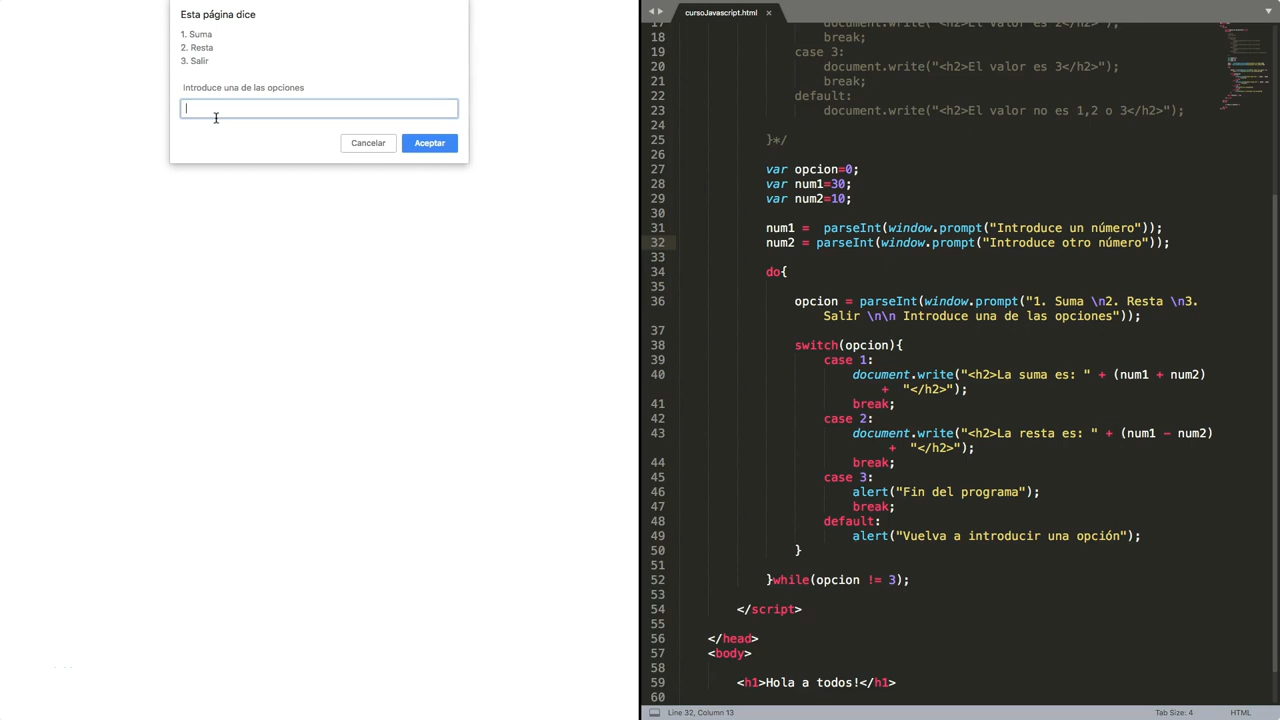 Esta página dice
1. Suma
2. Resta
3. Salir
Introduce una de las opciones
Cancelar
Aceptar
cursoJavascript.html ×
17 document.write("<h2>El valor es 2</h2>");
18 break;
19 case 3:
20 document.write("<h2>El valor es 3</h2>");
21 break;
22 default:
23 document.write("<h2>El valor no es 1,2 o 3</h2>");
24
25 }*/
26
27 var opcion=0;
28 var num1=30;
29 var num2=10;
30
31 num1 =  parseInt(window.prompt("Introduce un número"));
32 num2 = parseInt(window.prompt("Introduce otro número"));
33
34 do{
35
36 opcion = parseInt(window.prompt("1. Suma \n2. Resta \n3.
Salir \n\n Introduce una de las opciones"));
37
38 switch(opcion){
39 case 1:
40 document.write("<h2>La suma es: " + (num1 + num2)
+  "</h2>");
41 break;
42 case 2:
43 document.write("<h2>La resta es: " + (num1 - num2)
+  "</h2>");
44 break;
45 case 3:
46 alert("Fin del programa");
47 break;
48 default:
49 alert("Vuelva a introducir una opción");
50 }
51
52 }while(opcion != 3);
53
54 </script>
55
56 </head>
57 <body>
58
59 <h1>Hola a todos!</h1>
60
Line 32, Column 13
Tab Size: 4
HTML